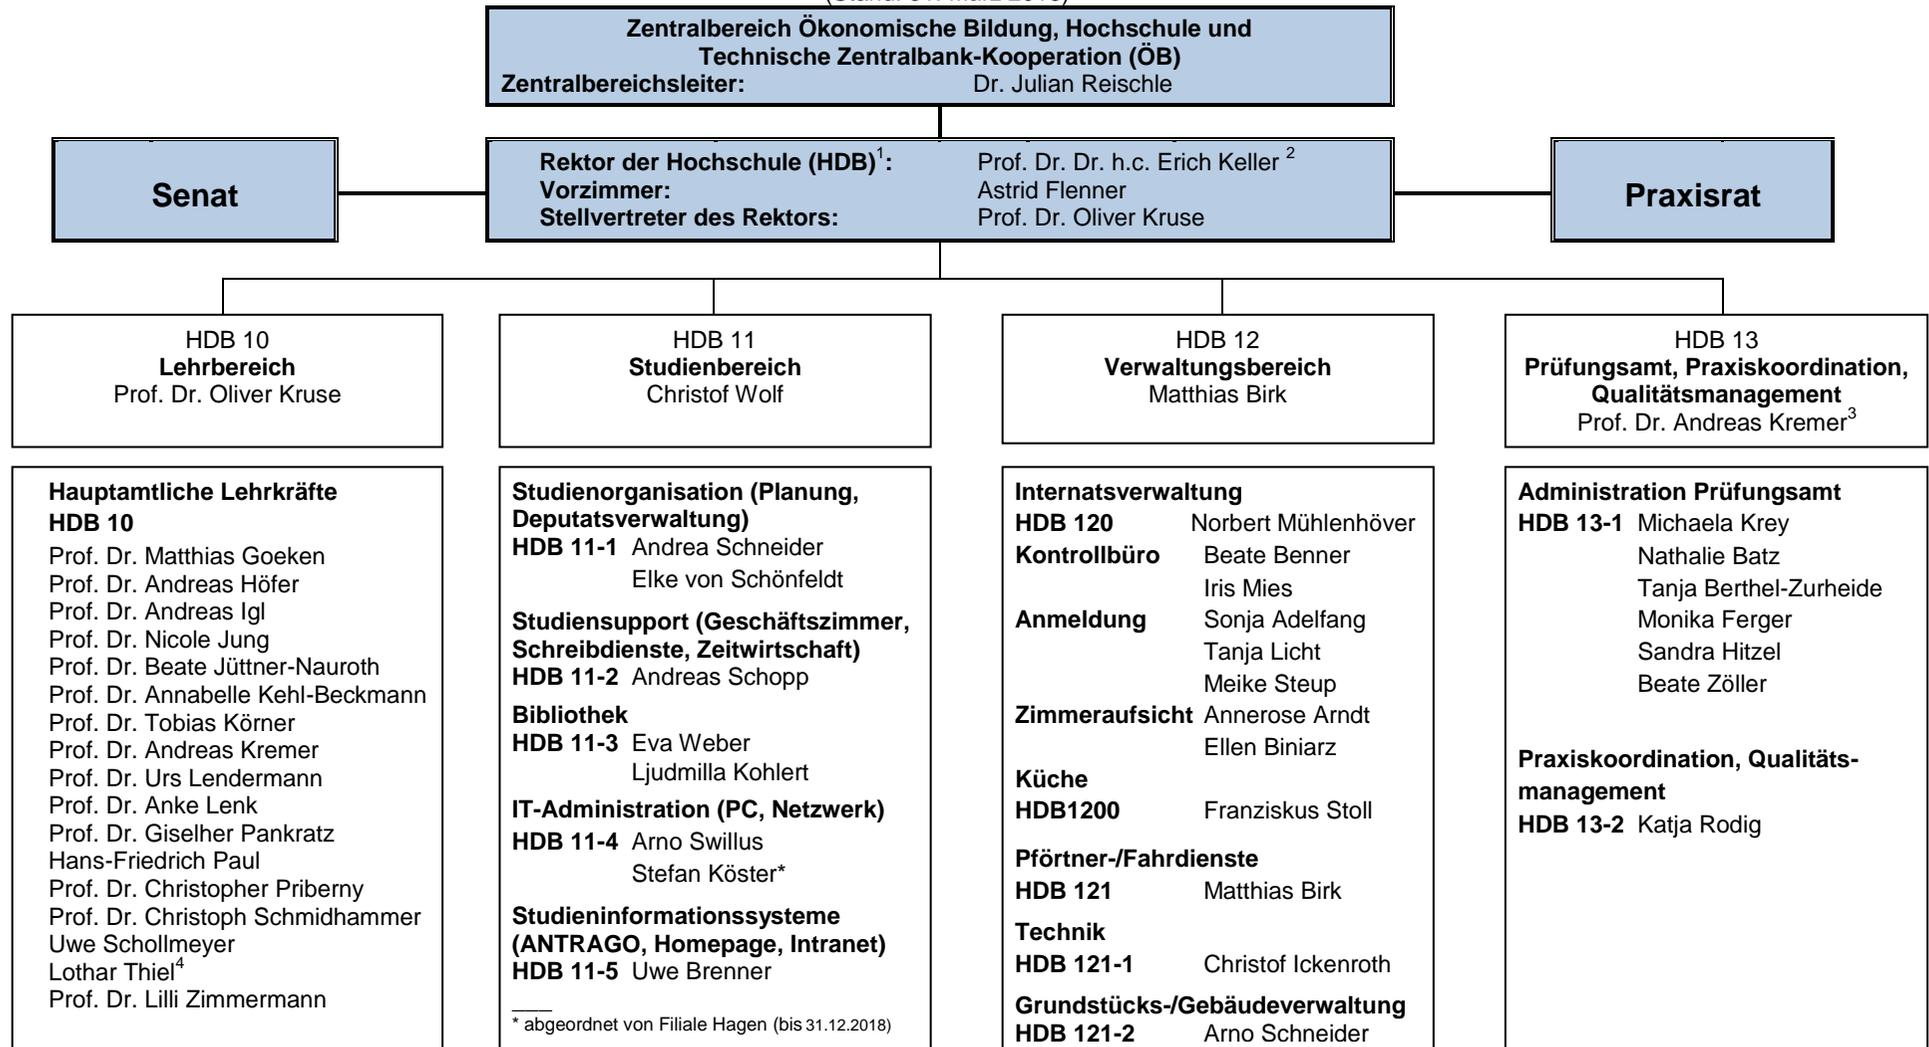 Zentralbereich Ökonomische Bildung, Hochschule und
Technische Zentralbank-Kooperation (ÖB)
Zentralbereichsleiter: Dr. Julian Reischle
Senat
Rektor der Hochschule (HDB)1: Prof. Dr. Dr. h.c. Erich Keller 2
Vorzimmer: Astrid Flenner
Stellvertreter des Rektors: Prof. Dr. Oliver Kruse
Praxisrat
HDB 10
Lehrbereich
Prof. Dr. Oliver Kruse
HDB 11
Studienbereich
Christof Wolf
HDB 12
Verwaltungsbereich
Matthias Birk
HDB 13
Prüfungsamt, Praxiskoordination,
Qualitätsmanagement
Prof. Dr. Andreas Kremer3
Hauptamtliche Lehrkräfte
HDB 10
Prof. Dr. Matthias Goeken
Prof. Dr. Andreas Höfer
Prof. Dr. Andreas Igl
Prof. Dr. Nicole Jung
Prof. Dr. Beate Jüttner-Nauroth
Prof. Dr. Annabelle Kehl-Beckmann
Prof. Dr. Tobias Körner
Prof. Dr. Andreas Kremer
Prof. Dr. Urs Lendermann
Prof. Dr. Anke Lenk
Prof. Dr. Giselher Pankratz
Hans-Friedrich Paul
Prof. Dr. Christopher Priberny
Prof. Dr. Christoph Schmidhammer
Uwe Schollmeyer
Lothar Thiel4
Prof. Dr. Lilli Zimmermann
Studienorganisation (Planung,
Deputatsverwaltung)
HDB 11-1 Andrea Schneider
Elke von Schönfeldt
Studiensupport (Geschäftszimmer,
Schreibdienste, Zeitwirtschaft)
HDB 11-2 Andreas Schopp
Bibliothek
HDB 11-3 Eva Weber
Ljudmilla Kohlert
IT-Administration (PC, Netzwerk)
HDB 11-4 Arno Swillus
Stefan Köster*
Studieninformationssysteme
(ANTRAGO, Homepage, Intranet)
HDB 11-5 Uwe Brenner
* abgeordnet von Filiale Hagen (bis 31.12.2018)
Internatsverwaltung
HDB 120 Norbert Mühlenhöver
Kontrollbüro Beate Benner
Iris Mies
Anmeldung Sonja Adelfang
Tanja Licht
Meike Steup
Zimmeraufsicht Annerose Arndt
Ellen Biniarz
Küche
HDB1200 Franziskus Stoll
Pförtner-/Fahrdienste
HDB 121 Matthias Birk
Technik
HDB 121-1 Christof Ickenroth
Grundstücks-/Gebäudeverwaltung
HDB 121-2 Arno Schneider
Administration Prüfungsamt
HDB 13-1 Michaela Krey
Nathalie Batz
Tanja Berthel-Zurheide
Monika Ferger
Sandra Hitzel
Beate Zöller
Praxiskoordination, Qualitäts-
management
HDB 13-2 Katja Rodig